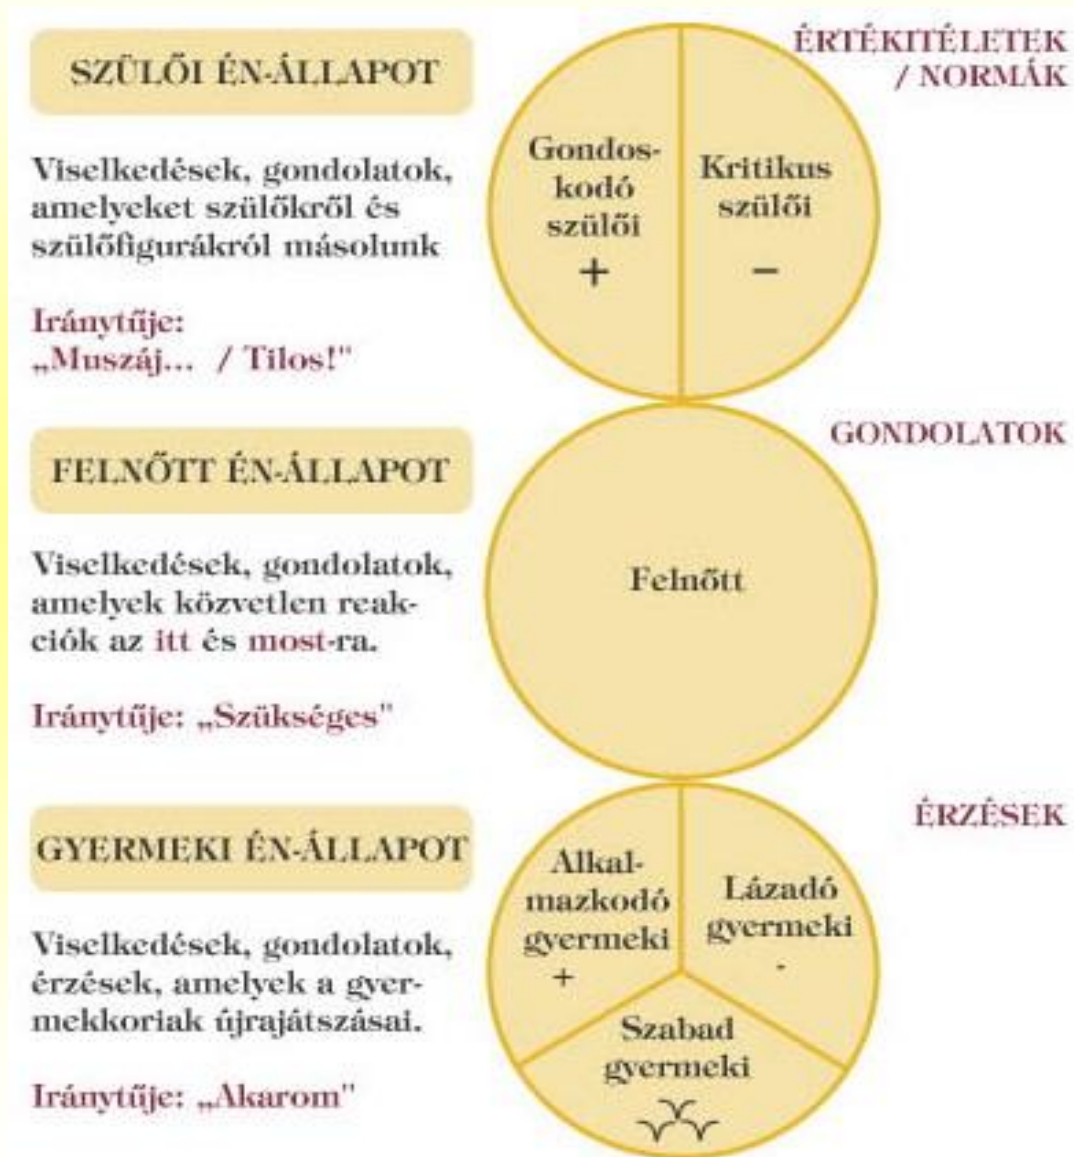 SZÜLŐI ÉN-ÁLLAPOT
Viselkedések, gondolatok,
amelyeket szülőkről és
szülőfigurákról másolunk
Iránytűje:
„Muszáj... / Tilos!"
ÉRTÉKITÉLETEK
/ NORMÁK
Gondos-
kodó
szülői
+
Kritikus
szülői
–
FELNŐTT ÉN-ÁLLAPOT
Viselkedések, gondolatok,
amelyek közvetlen reak-
ciók az itt és most-ra.
Iránytűje: „Szükséges"
GONDOLATOK
Felnőtt
GYERMEKI ÉN-ÁLLAPOT
Viselkedések, gondolatok,
érzések, amelyek a gyer-
mekkoriak újrajátszásai.
Iránytűje: „Akarom"
ÉRZÉSEK
Alkal-
mazkodó
gyermeki
+
Lázadó
gyermeki
-
Szabad
gyermeki